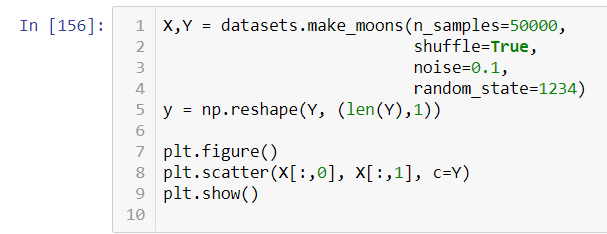 In [156]:
1 X,Y = datasets.make_moons(n_samples=50000,
2                           shuffle=True,
3                           noise=0.1,
4                           random_state=1234)
5 y = np.reshape(Y, (len(Y),1))
6
7 plt.figure()
8 plt.scatter(X[:,0], X[:,1], c=Y)
9 plt.show()
10